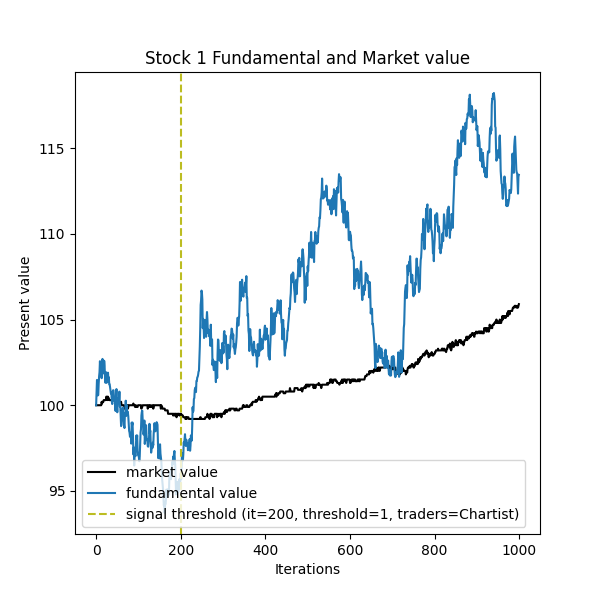 Stock 1 Fundamental and Market value
Present value
115
110
105
100
95
market value
fundamental value
signal threshold (it=200, threshold=1, traders=Chartist)
0 200 400 600 800 1000
Iterations